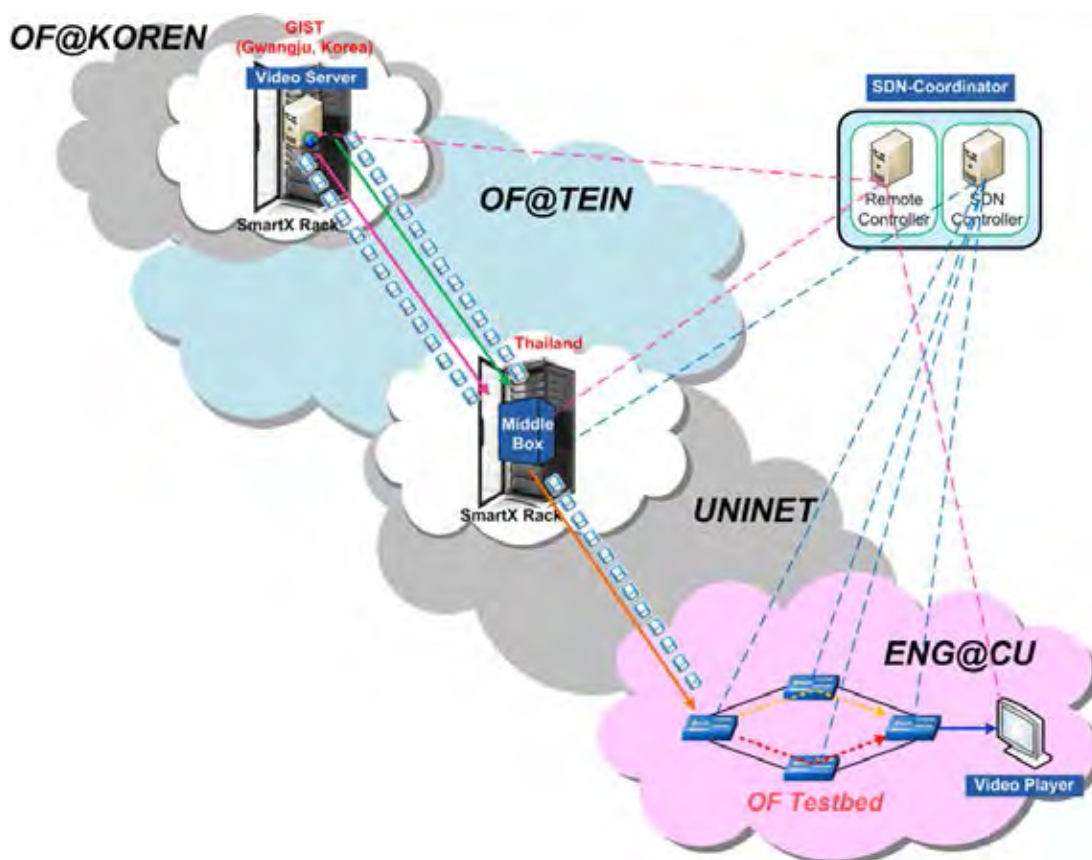 OF@KOREN
GIST
(Gwangju, Korea)
Video Server
SmartX Rack
OF@TEIN
SDN-Coordinator
Remote
Controller
SDN
Controller
Thailand
Middle
Box
SmartX Rack
UNINET
ENG@CU
OF Testbed
Video Player